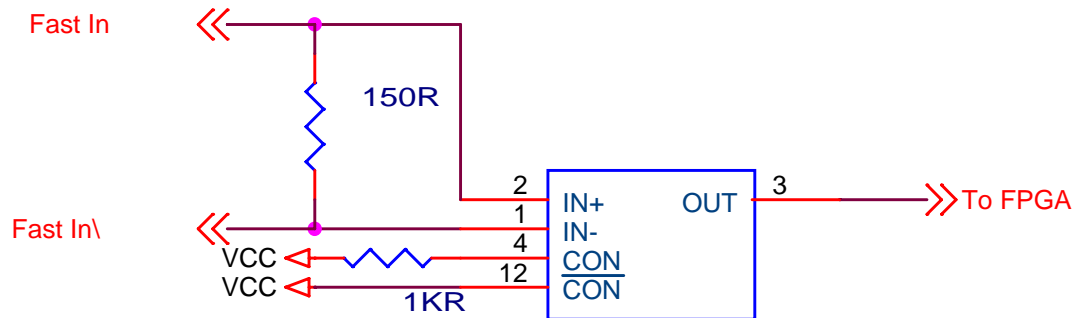 Fast In
150R
2
IN+
OUT
3
To FPGA
Fast In\
1
IN-
VCC
4
CON
VCC
12
CON
1KR